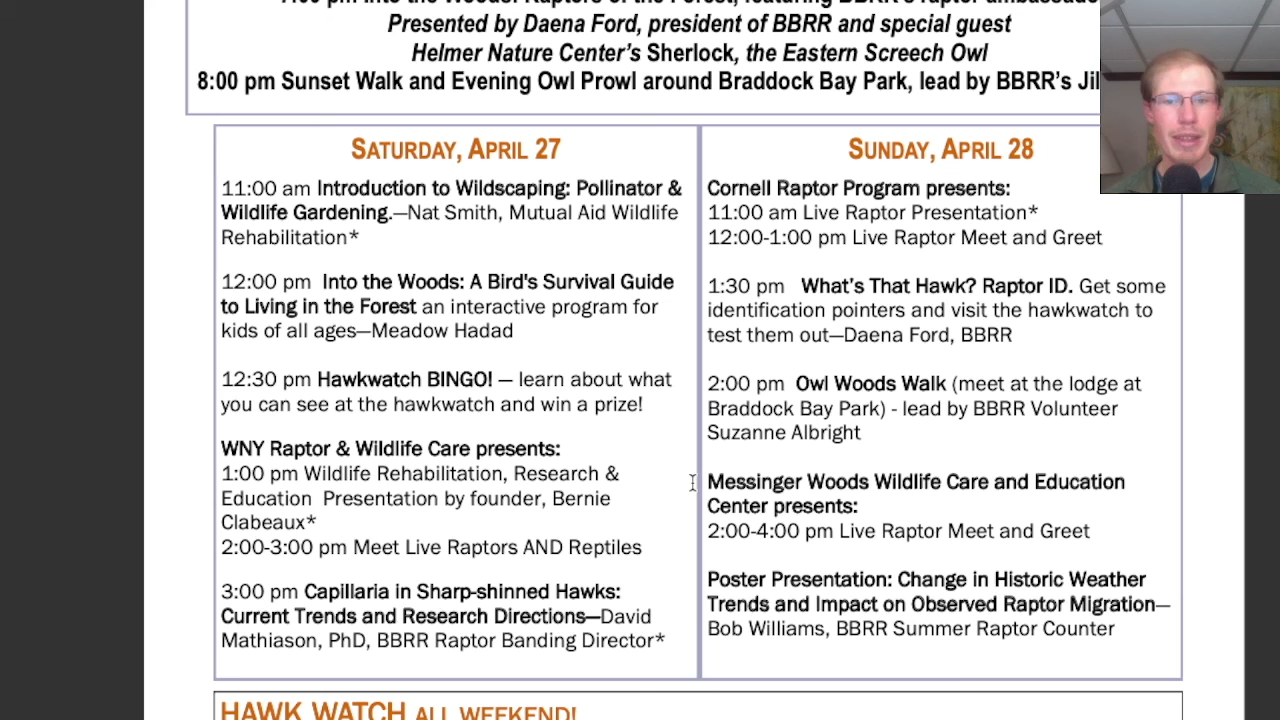 7:00 pm Into the Woods: Raptors of the Forest, featuring BBRR's raptor
Presented by Daena Ford, president of BBRR and special guest
Helmer Nature Center's Sherlock, the Eastern Screech Owl
8:00 pm Sunset Walk and Evening Owl Prowl around Braddock Bay Park, lead by BBRR's
SATURDAY, APRIL 27
11:00 am Introduction to Wildscaping: Pollinator &
Wildlife Gardening.—Nat Smith, Mutual Aid Wildlife
Rehabilitation*
12:00 pm Into the Woods: A Bird's Survival Guide
to Living in the Forest an interactive program for
kids of all ages—Meadow Hadad
12:30 pm Hawkwatch BINGO! — learn about what
you can see at the hawkwatch and win a prize!
WNY Raptor & Wildlife Care presents:
1:00 pm Wildlife Rehabilitation, Research &
Education Presentation by founder, Bernie
Clabeaux*
2:00-3:00 pm Meet Live Raptors AND Reptiles
3:00 pm Capillaria in Sharp-shinned Hawks:
Current Trends and Research Directions—David
Mathiason, PhD, BBRR Raptor Banding Director*
SUNDAY, APRIL 28
Cornell Raptor Program presents:
11:00 am Live Raptor Presentation*
12:00-1:00 pm Live Raptor Meet and Greet
1:30 pm What's That Hawk? Raptor ID. Get some
identification pointers and visit the hawkwatch to
test them out—Daena Ford, BBRR
2:00 pm Owl Woods Walk (meet at the lodge at
Braddock Bay Park) - lead by BBRR Volunteer
Suzanne Albright
Messinger Woods Wildlife Care and Education
Center presents:
2:00-4:00 pm Live Raptor Meet and Greet
Poster Presentation: Change in Historic Weather
Trends and Impact on Observed Raptor Migration—
Bob Williams, BBRR Summer Raptor Counter
HAWK WATCH ALL WEEKEND!